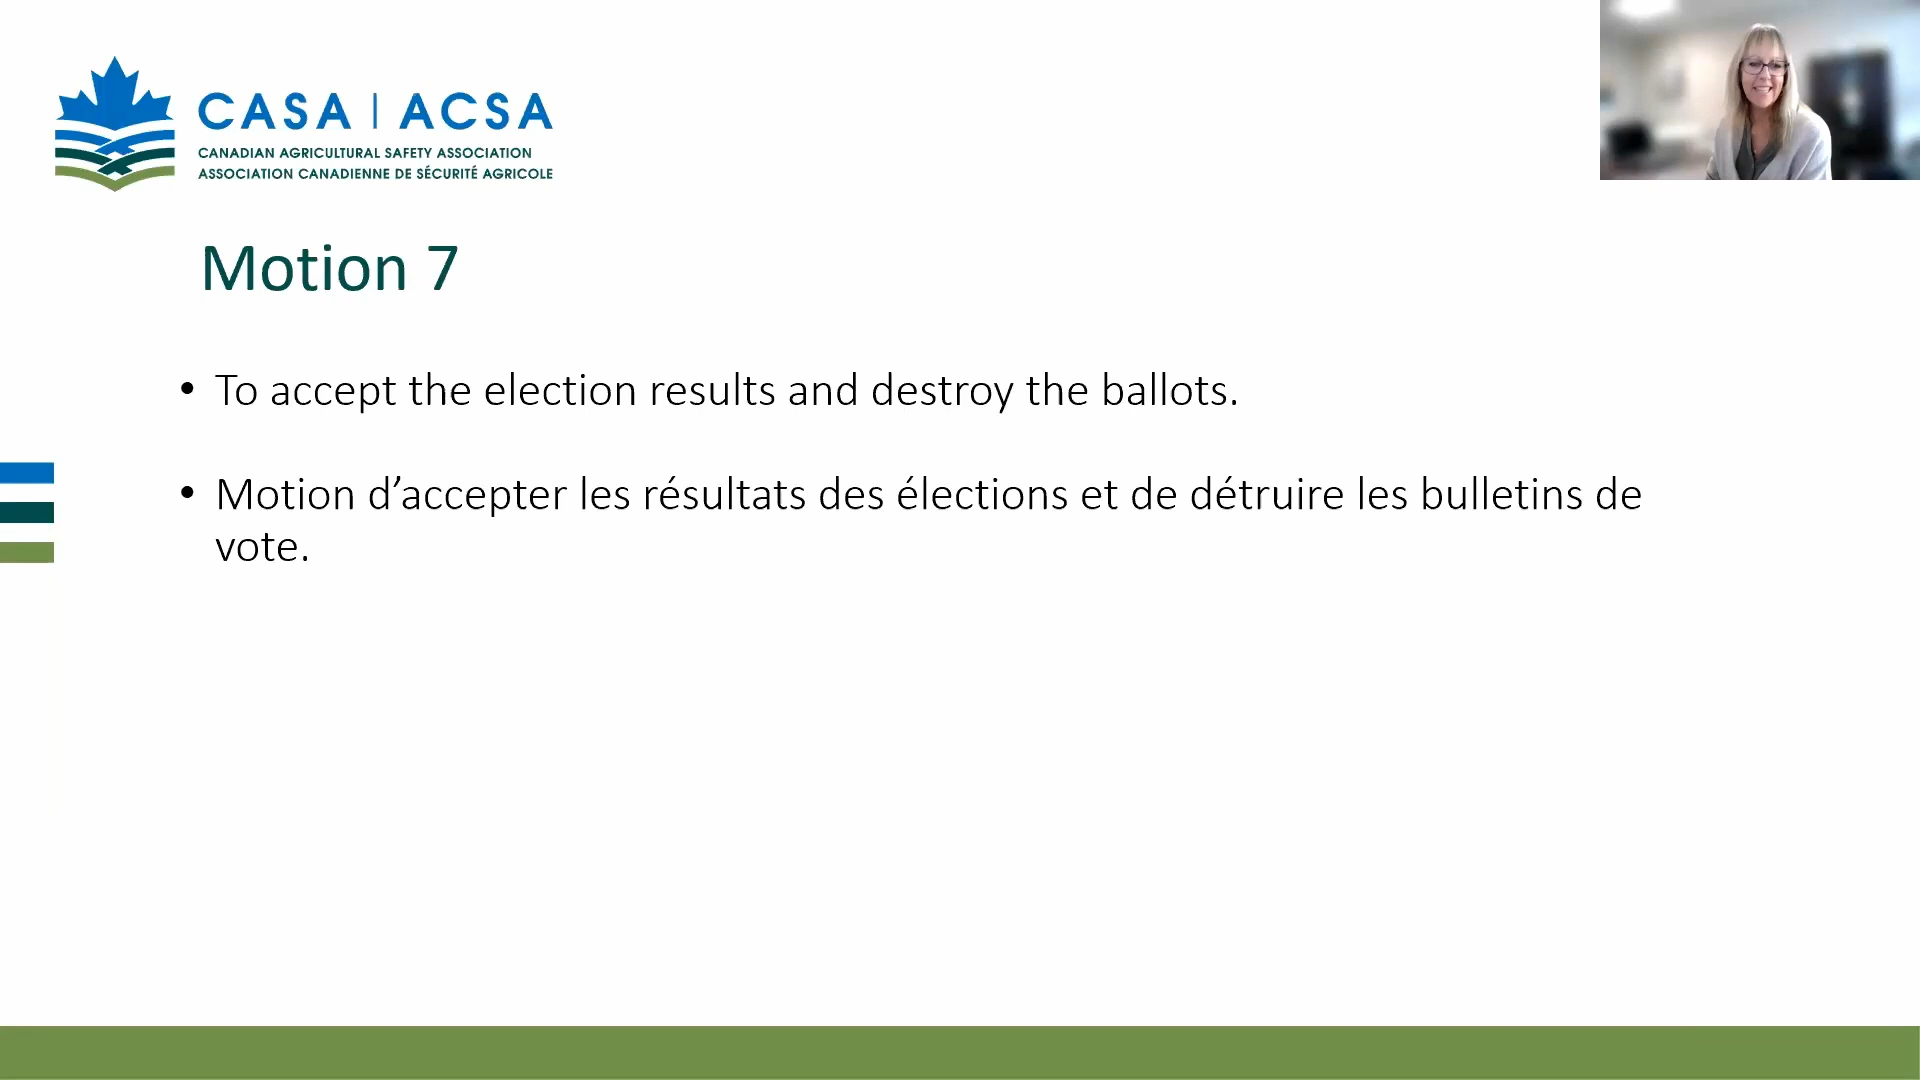 CASA | ACSA
CANADIAN AGRICULTURAL SAFETY ASSOCIATION
ASSOCIATION CANADIENNE DE SÉCURITÉ AGRICOLE
Motion 7
• To accept the election results and destroy the ballots.
• Motion d’accepter les résultats des élections et de détruire les bulletins de
vote.